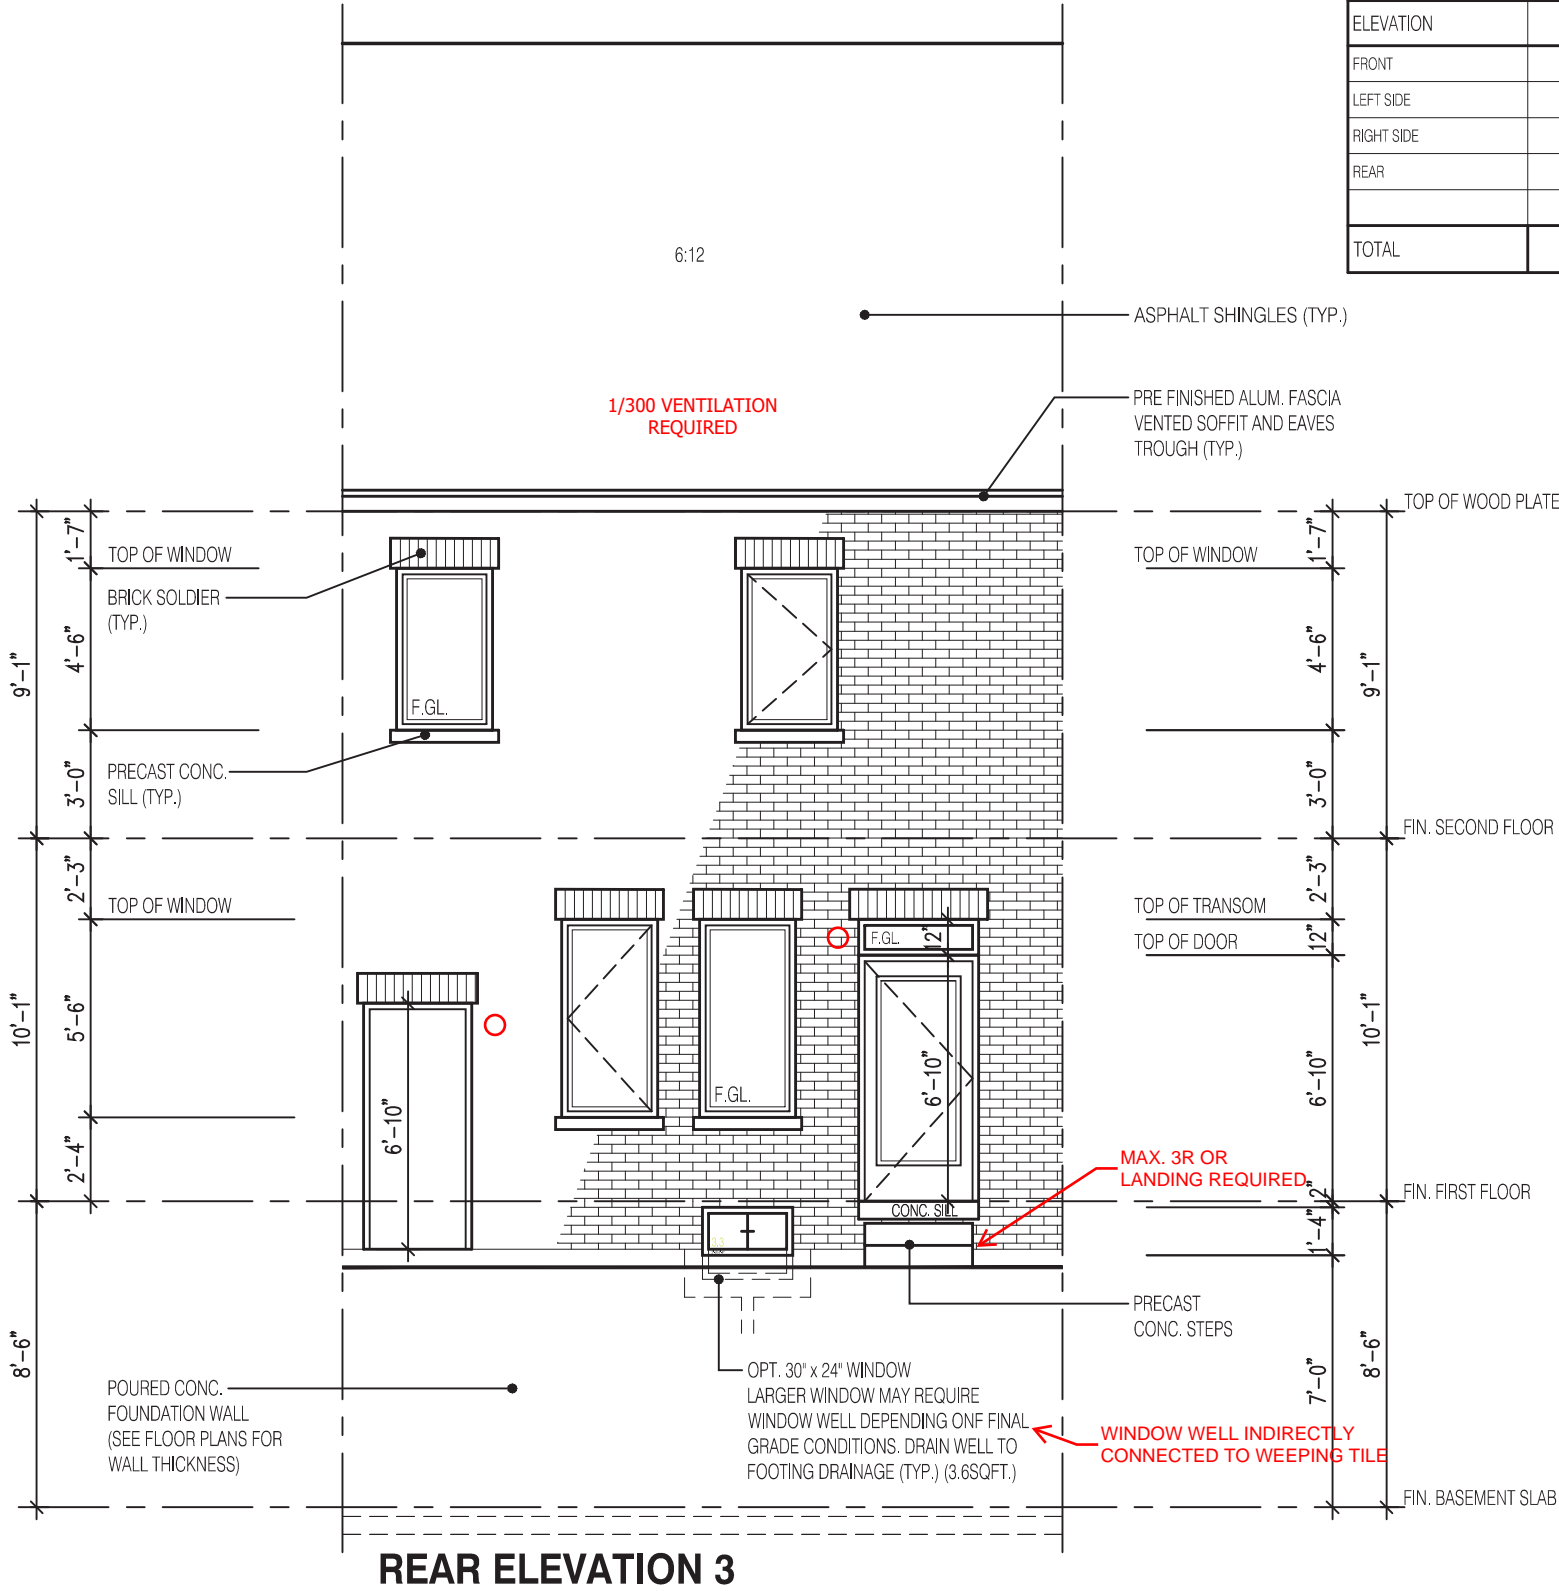 ELEVATION
FRONT
LEFT SIDE
RIGHT SIDE
REAR
TOTAL
6:12
ASPHALT SHINGLES (TYP.)
1/300 VENTILATION
REQUIRED
PRE FINISHED ALUM. FASCIA
VENTED SOFFIT AND EAVES
TROUGH (TYP.)
TOP OF WOOD PLATE
1'-7"
TOP OF WINDOW
BRICK SOLDIER
(TYP.)
4'-6"
9'-1"
F.GL.
PRECAST CONC.
SILL (TYP.)
3'-0"
TOP OF WINDOW
1'-7"
4'-6"
9'-1"
3'-0"
FIN. SECOND FLOOR
2'-3"
TOP OF WINDOW
10'-1"
5'-6"
2'-4"
6'-10"
F.GL.
F.GL.
12"
6'-10"
CONC. SILL
TOP OF TRANSOM
TOP OF DOOR
2'-3"
12"
10'-1"
6'-10"
MAX. 3R OR
LANDING REQUIRED
2"
FIN. FIRST FLOOR
1'-4"
3.3
PRECAST
CONC. STEPS
8'-6"
POURED CONC.
FOUNDATION WALL
(SEE FLOOR PLANS FOR
WALL THICKNESS)
OPT. 30" x 24" WINDOW
LARGER WINDOW MAY REQUIRE
WINDOW WELL DEPENDING ONF FINAL
GRADE CONDITIONS. DRAIN WELL TO
FOOTING DRAINAGE (TYP.) (3.6SQFT.)
WINDOW WELL INDIRECTLY
CONNECTED TO WEEPING TILE
7'-0"
8'-6"
FIN. BASEMENT SLAB
REAR ELEVATION 3